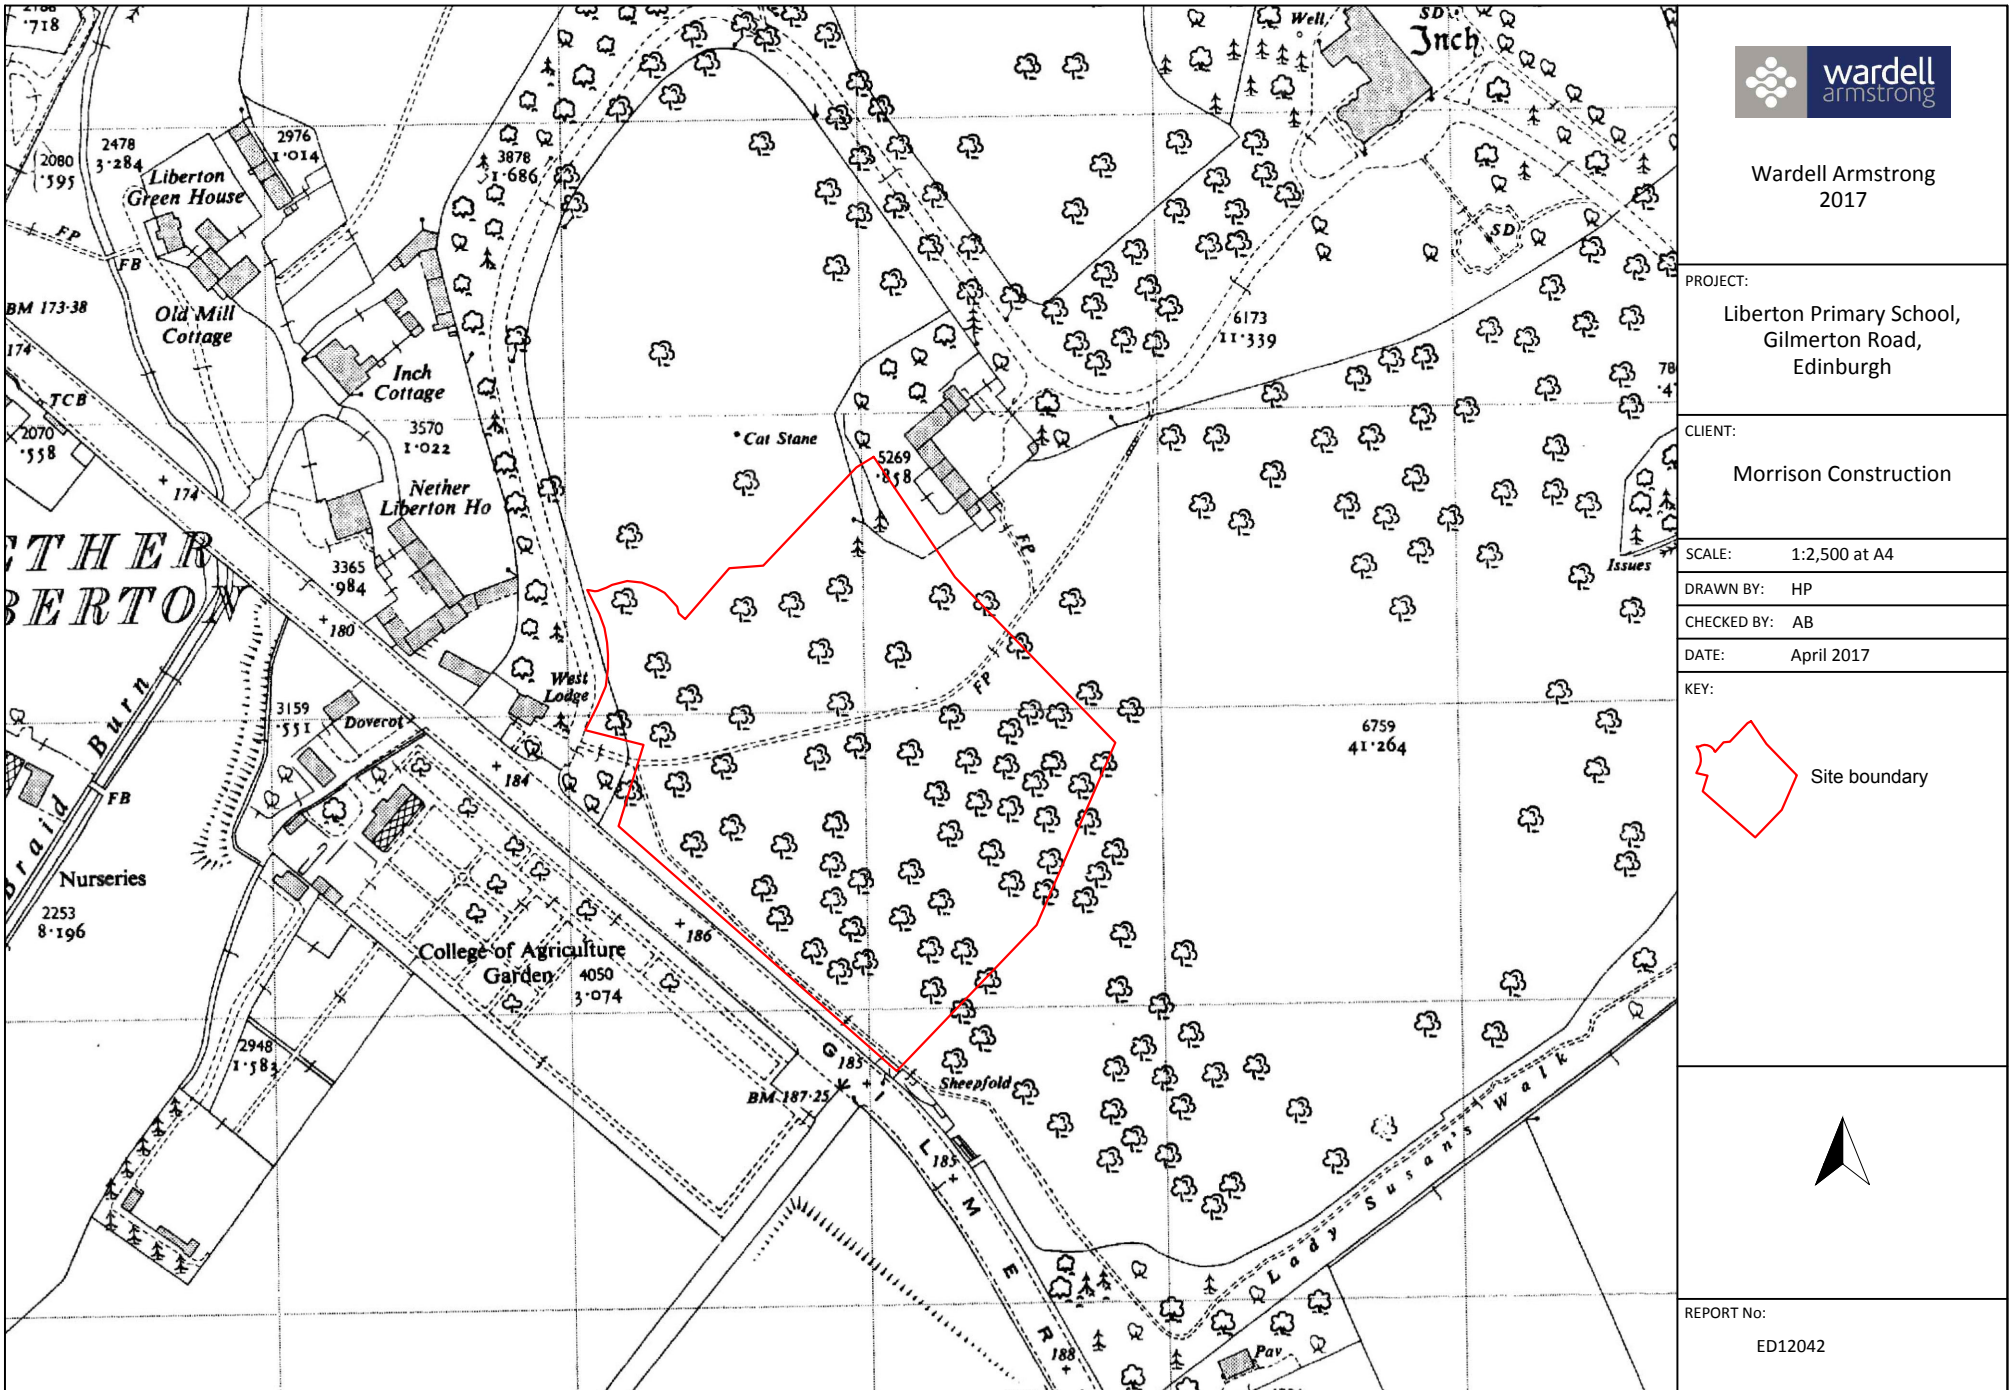 ·718
2478
3·284
2080
·595
2976
1·014
Liberton
Green House
FP
FB
BM 173·38
174
Old Mill
Cottage
3878
1·686
Well
SD
Inch
SD
6173
11·339
TCB
2070
·558
Inch
Cottage
3570
1·022
+ 174
Nether
Liberton Ho
Cat Stane
5269
·858
FP
Issues
ETHER
BERTON
3365
·984
+ 180
West
Lodge
FP
3159
·551
Dovecot
+ 184
6759
41·264
Braid Burn
FB
Nurseries
2253
8·196
+ 186
College of Agriculture
Garden
4050
3·074
2948
1·583
185
BM 187·25
Sheepfold
GILMER
185
188
Lady Susan's Walk
Pav
wardell
armstrong
Wardell Armstrong
2017
PROJECT:
Liberton Primary School,
Gilmerton Road,
Edinburgh
CLIENT:
Morrison Construction
SCALE: 1:2,500 at A4
DRAWN BY: HP
CHECKED BY: AB
DATE: April 2017
KEY:
Site boundary
REPORT No:
ED12042